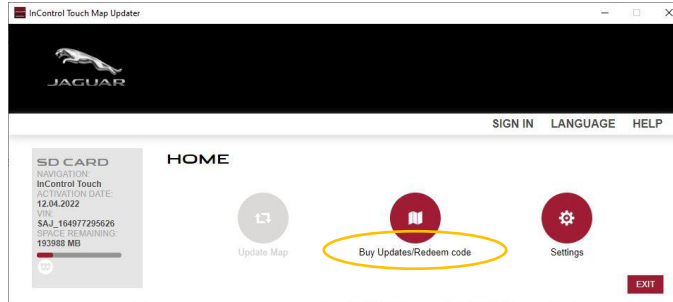 InControl Touch Map Updater
JAGUAR
SIGN IN LANGUAGE HELP
SD CARD
NAVIGATION:
InControl Touch
ACTIVATION DATE:
12.04.2022
VIN:
SAJ_164977295626
SPACE REMAINING:
193988 MB
HOME
Update Map
Buy Updates/Redeem code
Settings
EXIT